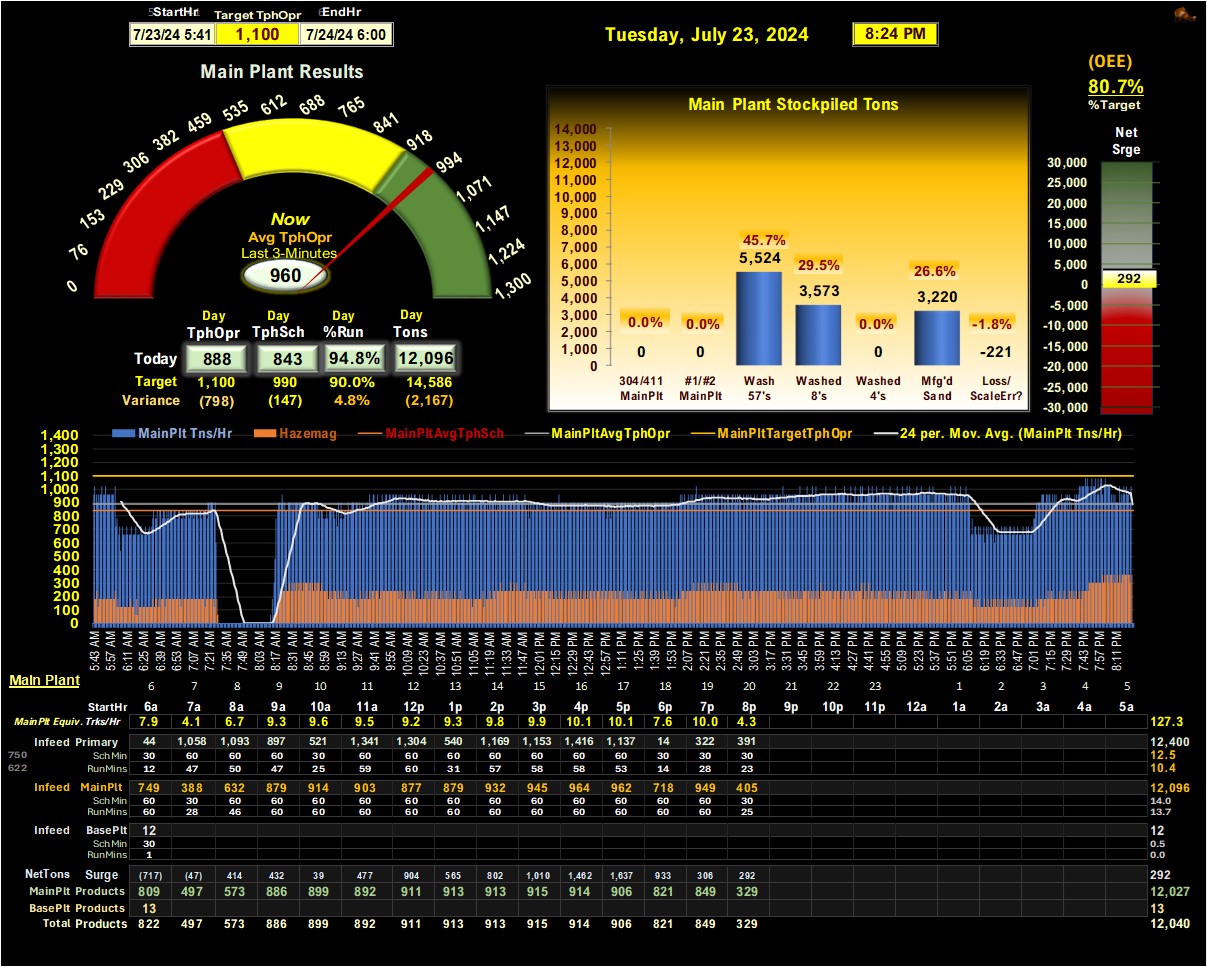 StartHr Target TphOpr EndHr
7/23/24 5:41 1,100 7/24/24 6:00
Tuesday, July 23, 2024 8:24 PM
(OEE)
80.7%
%Target
Main Plant Results
0 76 153 229 306 382 459 535 612 688 765 841 918 994 1,071 1,147 1,224 1,300
Now
Avg TphOpr
Last 3-Minutes
960
Day Day Day Day
TphOpr TphSch %Run Tons
Today 888 843 94.8% 12,096
Target 1,100 990 90.0% 14,586
Variance (798) (147) 4.8% (2,167)
Main Plant Stockpiled Tons
14,000
13,000
12,000
11,000
10,000
9,000
8,000
7,000
6,000
5,000
4,000
3,000
2,000
1,000
0
0.0% 0.0% 45.7% 29.5% 0.0% 26.6% -1.8%
0 0 5,524 3,573 0 3,220 -221
304/411 #1/#2 Wash Washed Washed Mfg'd Loss/
MainPlt MainPlt 57's 8's 4's Sand ScaleErr?
Net
Srge
30,000
25,000
20,000
15,000
10,000
5,000
0
-5,000
-10,000
-15,000
-20,000
-25,000
-30,000
292
MainPlt Tns/Hr Hazemag MainPltAvgTphSch MainPltAvgTphOpr MainPltTargetTphOpr 24 per. Mov. Avg. (MainPlt Tns/Hr)
1,400
1,300
1,200
1,100
1,000
900
800
700
600
500
400
300
200
100
0
5:43 AM 5:57 AM 6:11 AM 6:25 AM 6:39 AM 6:53 AM 7:07 AM 7:21 AM 7:35 AM 7:49 AM 8:03 AM 8:17 AM 8:31 AM 8:45 AM 8:59 AM 9:13 AM 9:27 AM 9:41 AM 9:55 AM 10:09 AM 10:23 AM 10:37 AM 10:51 AM 11:05 AM 11:19 AM 11:33 AM 11:47 AM 12:01 PM 12:15 PM 12:29 PM 12:43 PM 12:57 PM 1:11 PM 1:25 PM 1:39 PM 1:53 PM 2:07 PM 2:21 PM 2:35 PM 2:49 PM 3:03 PM 3:17 PM 3:31 PM 3:45 PM 3:59 PM 4:13 PM 4:27 PM 4:41 PM 4:55 PM 5:09 PM 5:23 PM 5:37 PM 5:51 PM 6:05 PM 6:19 PM 6:33 PM 6:47 PM 7:01 PM 7:15 PM 7:29 PM 7:43 PM 7:57 PM 8:11 PM
Main Plant
6 7 8 9 10 11 12 13 14 15 16 17 18 19 20 21 22 23 1 2 3 4 5
StartHr 6a 7a 8a 9a 10a 11a 12p 1p 2p 3p 4p 5p 6p 7p 8p 9p 10p 11p 12a 1a 2a 3a 4a 5a
MainPlt Equiv. Trks/Hr 7.9 4.1 6.7 9.3 9.6 9.5 9.2 9.3 9.8 9.9 10.1 10.1 7.6 10.0 4.3 127.3
Infeed Primary 44 1,058 1,093 897 521 1,341 1,304 540 1,169 1,153 1,416 1,137 14 322 391 12,400
750 SchMin 30 60 60 60 30 60 60 60 60 60 60 60 30 30 30 12.5
622 RunMins 12 47 50 47 25 59 60 31 57 58 58 53 14 28 23 10.4
Infeed MainPlt 749 388 632 879 914 903 877 879 932 945 964 962 718 949 405 12,096
SchMin 60 30 60 60 60 60 60 60 60 60 60 60 60 60 30 14.0
RunMins 60 28 46 60 60 60 60 60 60 60 60 60 60 60 25 13.7
Infeed BasePlt 12 12
SchMin 30 0.5
RunMins 1 0.0
NetTons Surge (717) (47) 414 432 39 477 904 565 802 1,010 1,462 1,637 933 306 292 292
MainPlt Products 809 497 573 886 899 892 911 913 913 915 914 906 821 849 329 12,027
BasePlt Products 13 13
Total Products 822 497 573 886 899 892 911 913 913 915 914 906 821 849 329 12,040